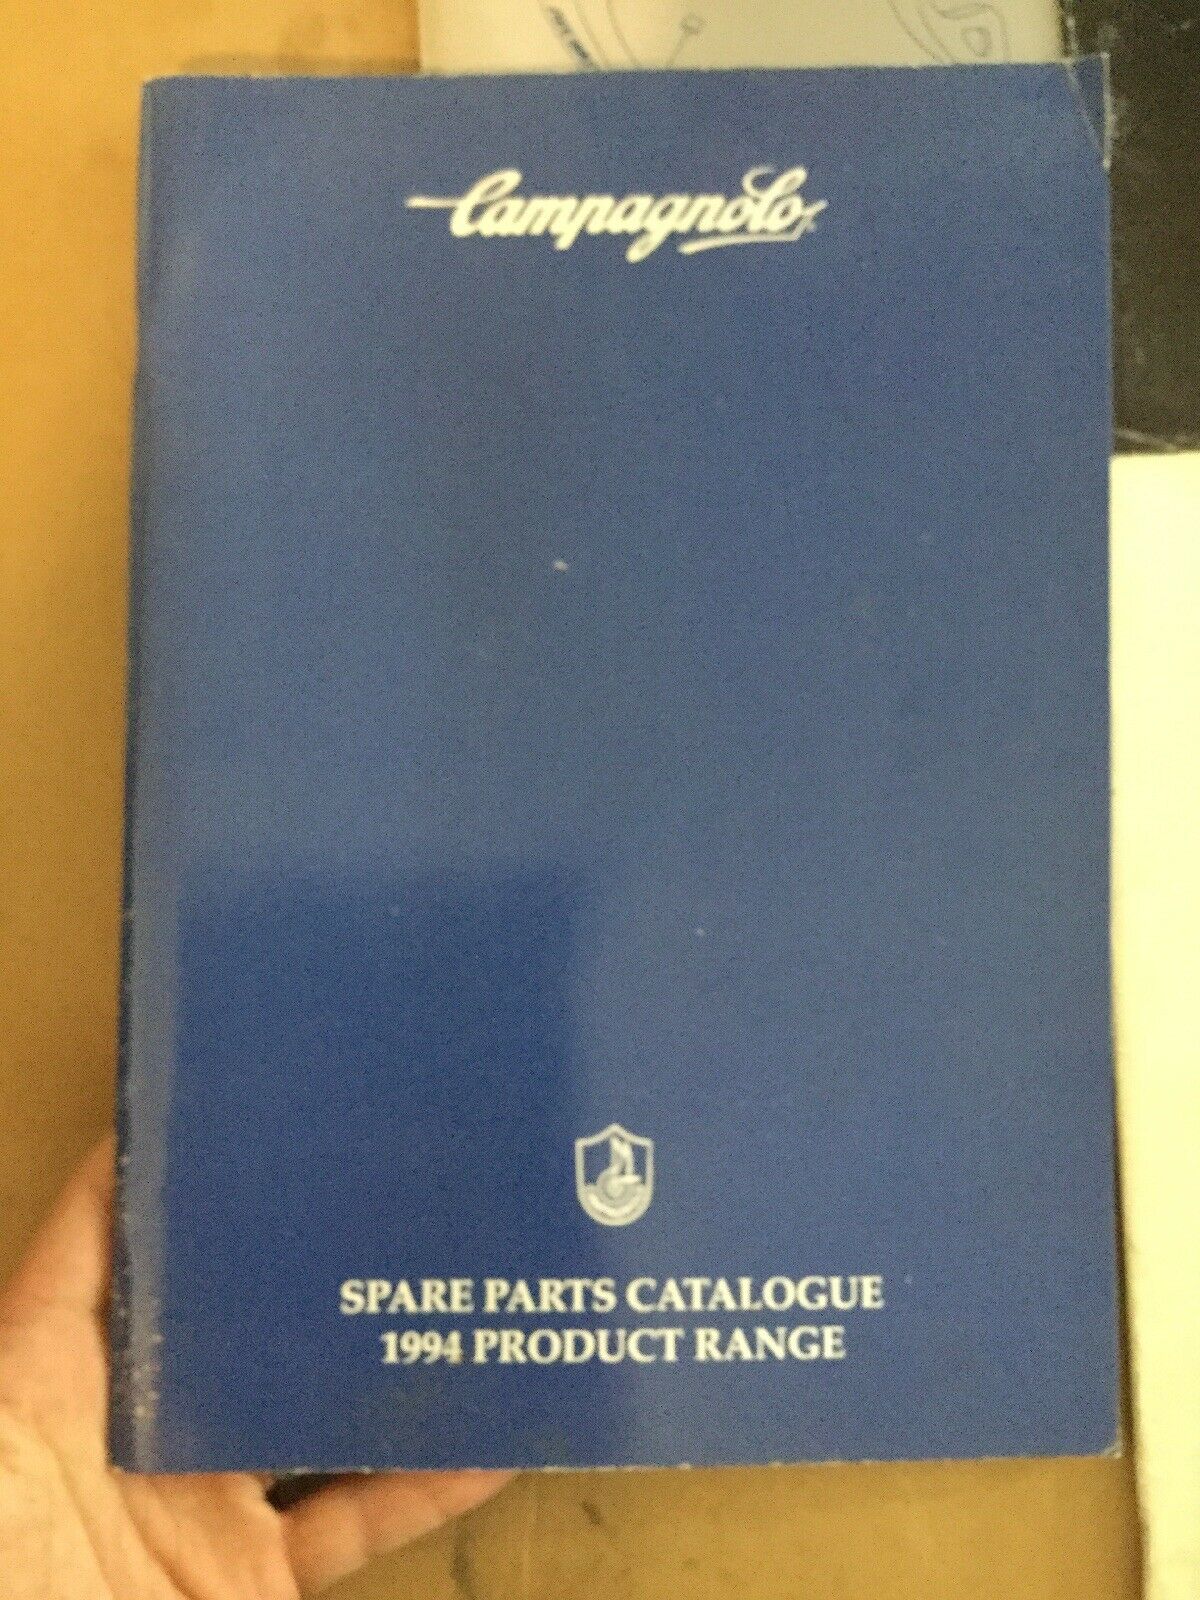 Campagnolo
SPARE PARTS CATALOGUE
1994 PRODUCT RANGE